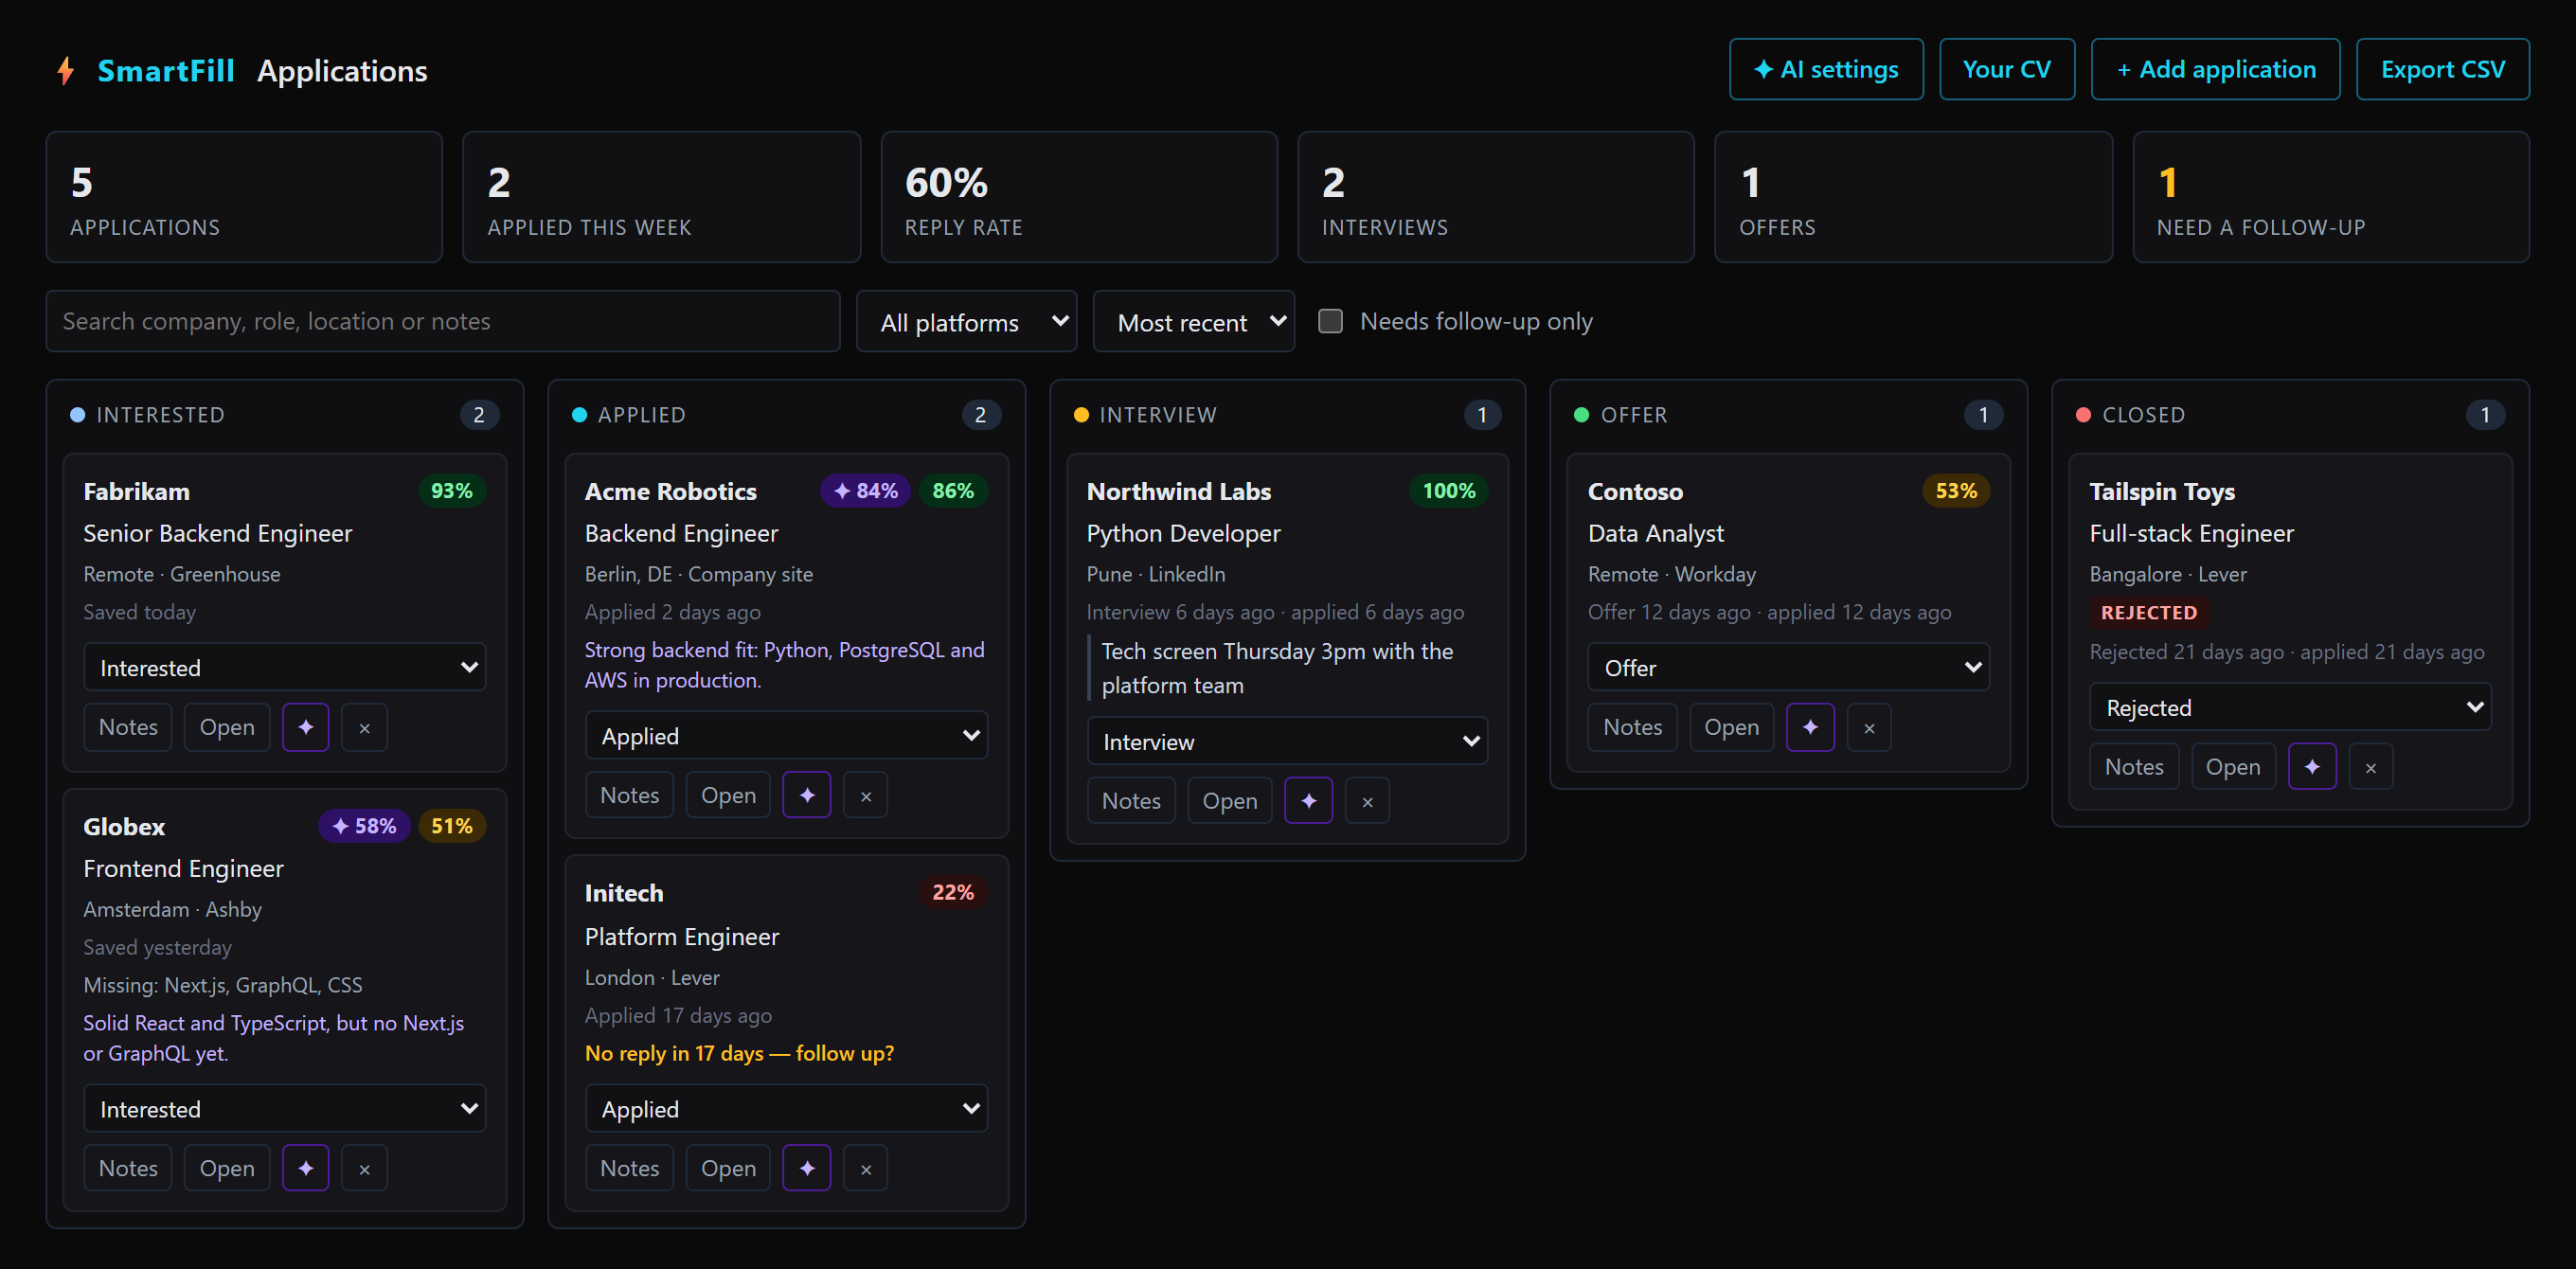 SmartFill Applications
✦ AI settings
Your CV
+ Add application
Export CSV
5
APPLICATIONS
2
APPLIED THIS WEEK
60%
REPLY RATE
2
INTERVIEWS
1
OFFERS
1
NEED A FOLLOW-UP
Search company, role, location or notes
All platforms
Most recent
Needs follow-up only
INTERESTED 2
Fabrikam 93%
Senior Backend Engineer
Remote · Greenhouse
Saved today
Interested
Notes Open ✦ ×
Globex ✦ 58% 51%
Frontend Engineer
Amsterdam · Ashby
Saved yesterday
Missing: Next.js, GraphQL, CSS
Solid React and TypeScript, but no Next.js
or GraphQL yet.
Interested
Notes Open ✦ ×
APPLIED 2
Acme Robotics ✦ 84% 86%
Backend Engineer
Berlin, DE · Company site
Applied 2 days ago
Strong backend fit: Python, PostgreSQL and
AWS in production.
Applied
Notes Open ✦ ×
Initech 22%
Platform Engineer
London · Lever
Applied 17 days ago
No reply in 17 days — follow up?
Applied
Notes Open ✦ ×
INTERVIEW 1
Northwind Labs 100%
Python Developer
Pune · LinkedIn
Interview 6 days ago · applied 6 days ago
Tech screen Thursday 3pm with the
platform team
Interview
Notes Open ✦ ×
OFFER 1
Contoso 53%
Data Analyst
Remote · Workday
Offer 12 days ago · applied 12 days ago
Offer
Notes Open ✦ ×
CLOSED 1
Tailspin Toys
Full-stack Engineer
Bangalore · Lever
REJECTED
Rejected 21 days ago · applied 21 days ago
Rejected
Notes Open ✦ ×